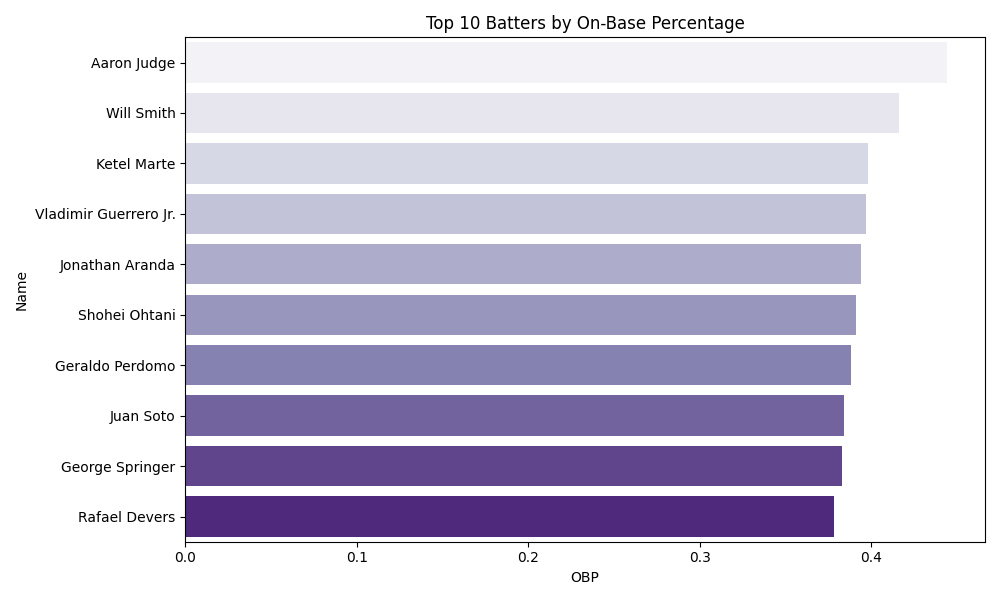 Top 10 Batters by On-Base Percentage
Aaron Judge
Will Smith
Ketel Marte
Vladimir Guerrero Jr.
Jonathan Aranda
Shohei Ohtani
Geraldo Perdomo
Juan Soto
George Springer
Rafael Devers
Name
0.0 0.1 0.2 0.3 0.4
OBP